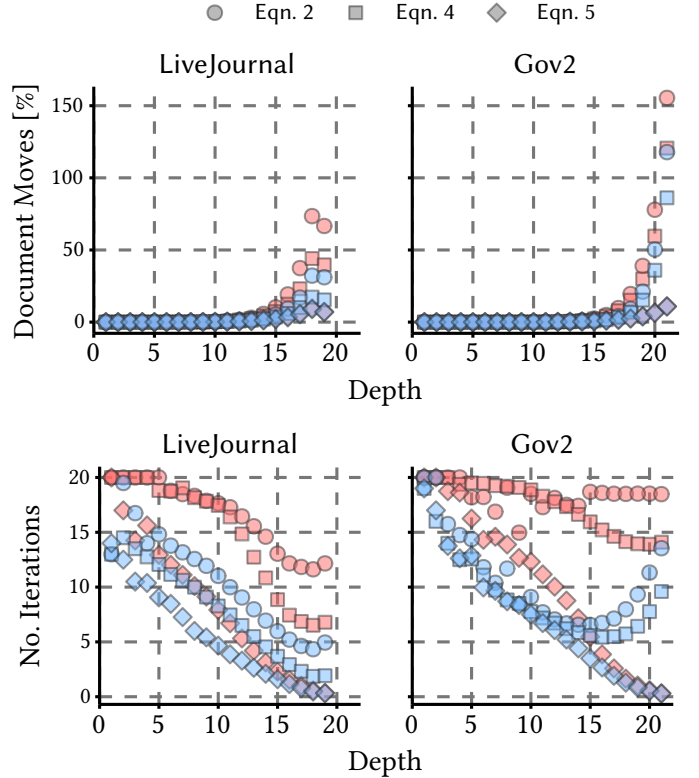 Eqn. 2 Eqn. 4 Eqn. 5
LiveJournal Gov2
Document Moves [%]
150
100
50
0
0 5 10 15 20 0 5 10 15 20
Depth Depth
LiveJournal Gov2
No. Iterations
20
15
10
5
0
0 5 10 15 20 0 5 10 15 20
Depth Depth